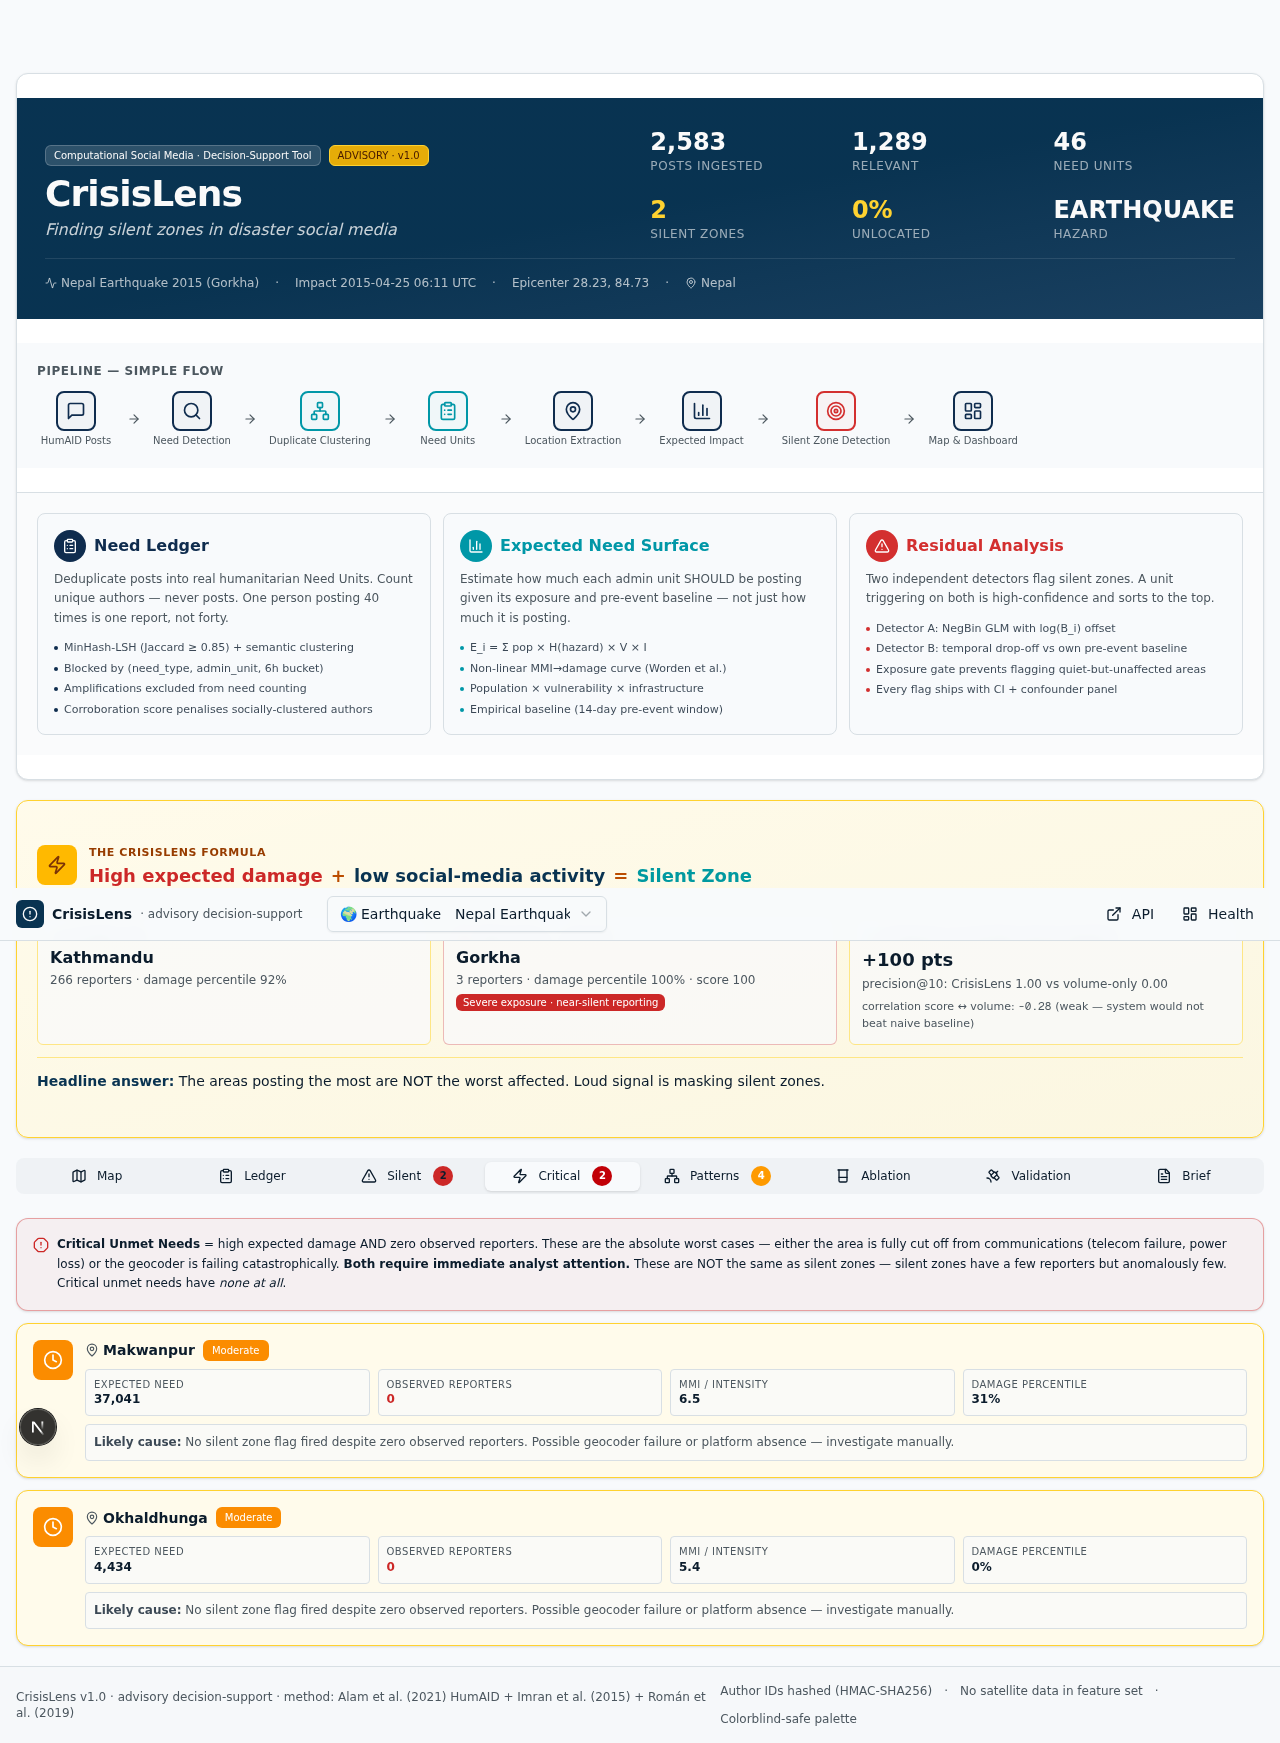 Computational Social Media · Decision-Support Tool
ADVISORY · v1.0
CrisisLens
Finding silent zones in disaster social media
2,583
POSTS INGESTED
1,289
RELEVANT
46
NEED UNITS
2
SILENT ZONES
0%
UNLOCATED
EARTHQUAKE
HAZARD
Nepal Earthquake 2015 (Gorkha) · Impact 2015-04-25 06:11 UTC · Epicenter 28.23, 84.73 · Nepal
PIPELINE — SIMPLE FLOW
HumAID Posts
Need Detection
Duplicate Clustering
Need Units
Location Extraction
Expected Impact
Silent Zone Detection
Map & Dashboard
Need Ledger
Deduplicate posts into real humanitarian Need Units. Count
unique authors — never posts. One person posting 40
times is one report, not forty.
• MinHash-LSH (Jaccard ≥ 0.85) + semantic clustering
• Blocked by (need_type, admin_unit, 6h bucket)
• Amplifications excluded from need counting
• Corroboration score penalises socially-clustered authors
Expected Need Surface
Estimate how much each admin unit SHOULD be posting
given its exposure and pre-event baseline — not just how
much it is posting.
• E_i = Σ pop × H(hazard) × V × I
• Non-linear MMI→damage curve (Worden et al.)
• Population × vulnerability × infrastructure
• Empirical baseline (14-day pre-event window)
Residual Analysis
Two independent detectors flag silent zones. A unit
triggering on both is high-confidence and sorts to the top.
• Detector A: NegBin GLM with log(B_i) offset
• Detector B: temporal drop-off vs own pre-event baseline
• Exposure gate prevents flagging quiet-but-unaffected areas
• Every flag ships with CI + confounder panel
THE CRISISLENS FORMULA
High expected damage + low social-media activity = Silent Zone
CrisisLens · advisory decision-support
🌍 Earthquake Nepal Earthquak
API
Health
Kathmandu
266 reporters · damage percentile 92%
Gorkha
3 reporters · damage percentile 100% · score 100
Severe exposure · near-silent reporting
+100 pts
precision@10: CrisisLens 1.00 vs volume-only 0.00
correlation score ↔ volume: -0.28 (weak — system would not
beat naive baseline)
Headline answer: The areas posting the most are NOT the worst affected. Loud signal is masking silent zones.
Map
Ledger
Silent 2
Critical 2
Patterns 4
Ablation
Validation
Brief
Critical Unmet Needs = high expected damage AND zero observed reporters. These are the absolute worst cases — either the area is fully cut off from communications (telecom failure, power
loss) or the geocoder is failing catastrophically. Both require immediate analyst attention. These are NOT the same as silent zones — silent zones have a few reporters but anomalously few.
Critical unmet needs have none at all.
Makwanpur
Moderate
EXPECTED NEED
37,041
OBSERVED REPORTERS
0
MMI / INTENSITY
6.5
DAMAGE PERCENTILE
31%
Likely cause: No silent zone flag fired despite zero observed reporters. Possible geocoder failure or platform absence — investigate manually.
N
Okhaldhunga
Moderate
EXPECTED NEED
4,434
OBSERVED REPORTERS
0
MMI / INTENSITY
5.4
DAMAGE PERCENTILE
0%
Likely cause: No silent zone flag fired despite zero observed reporters. Possible geocoder failure or platform absence — investigate manually.
CrisisLens v1.0 · advisory decision-support · method: Alam et al. (2021) HumAID + Imran et al. (2015) + Román et
al. (2019)
Author IDs hashed (HMAC-SHA256) · No satellite data in feature set ·
Colorblind-safe palette